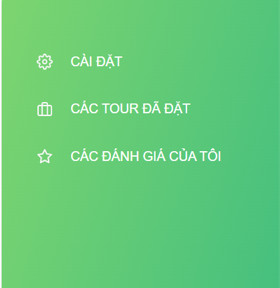 CÀI ĐẶT
CÁC TOUR ĐÃ ĐẶT
CÁC ĐÁNH GIÁ CỦA TÔI